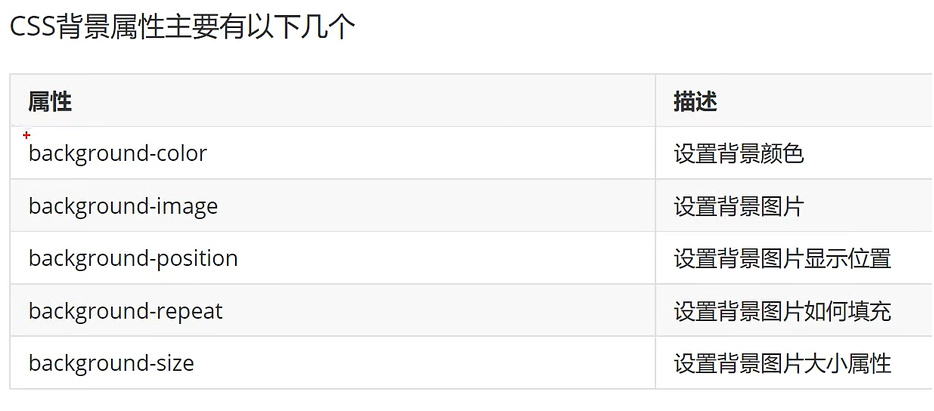 CSS背景属性主要有以下几个
属性 描述
background-color 设置背景颜色
background-image 设置背景图片
background-position 设置背景图片显示位置
background-repeat 设置背景图片如何填充
background-size 设置背景图片大小属性